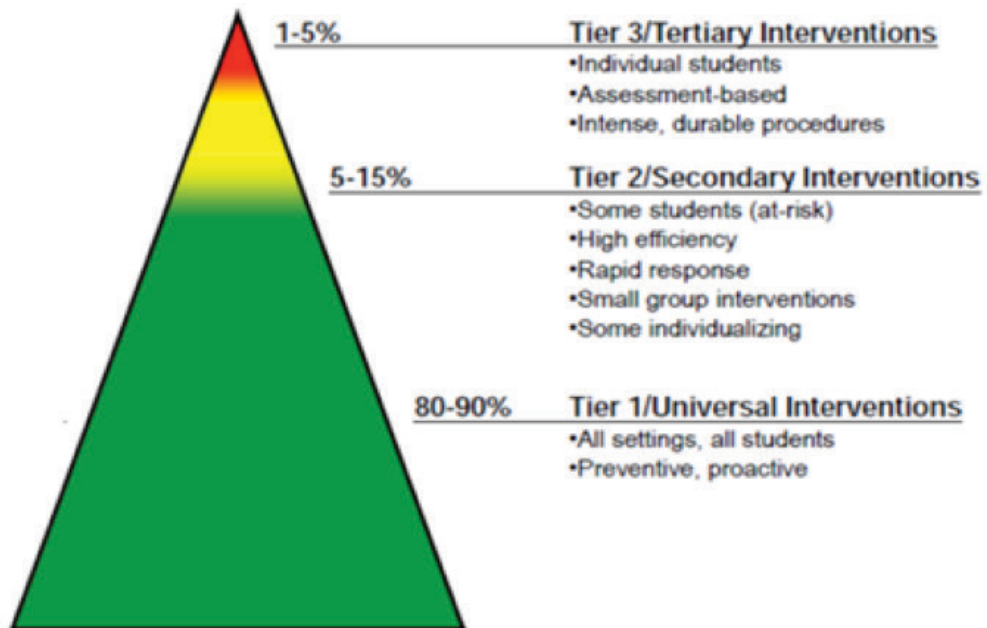 1-5% Tier 3/Tertiary Interventions
•Individual students
•Assessment-based
•Intense, durable procedures
5-15% Tier 2/Secondary Interventions
•Some students (at-risk)
•High efficiency
•Rapid response
•Small group interventions
•Some individualizing
80-90% Tier 1/Universal Interventions
•All settings, all students
•Preventive, proactive